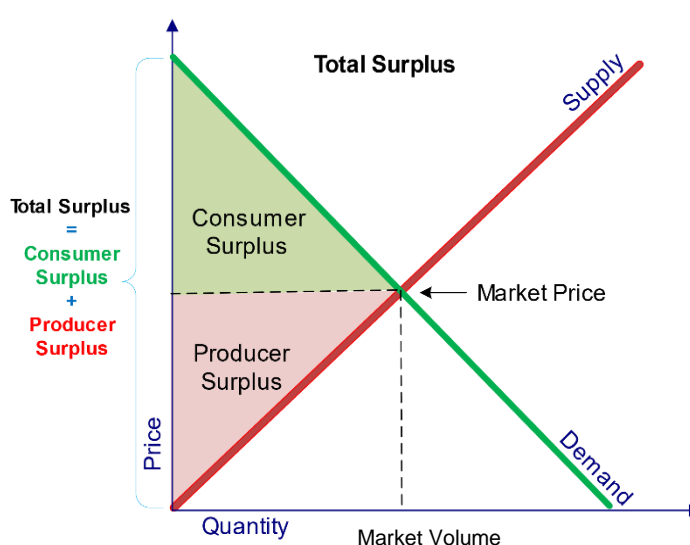 Total Surplus
Supply
Total Surplus
=
Consumer
Surplus
+
Producer
Surplus
Consumer
Surplus
Market Price
Producer
Surplus
Price
Demand
Quantity
Market Volume